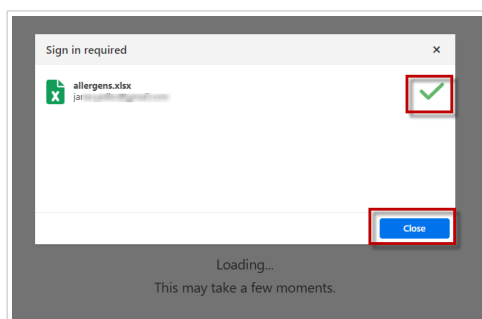 Sign in required
allergens.xlsx
Close
Loading...
This may take a few moments.